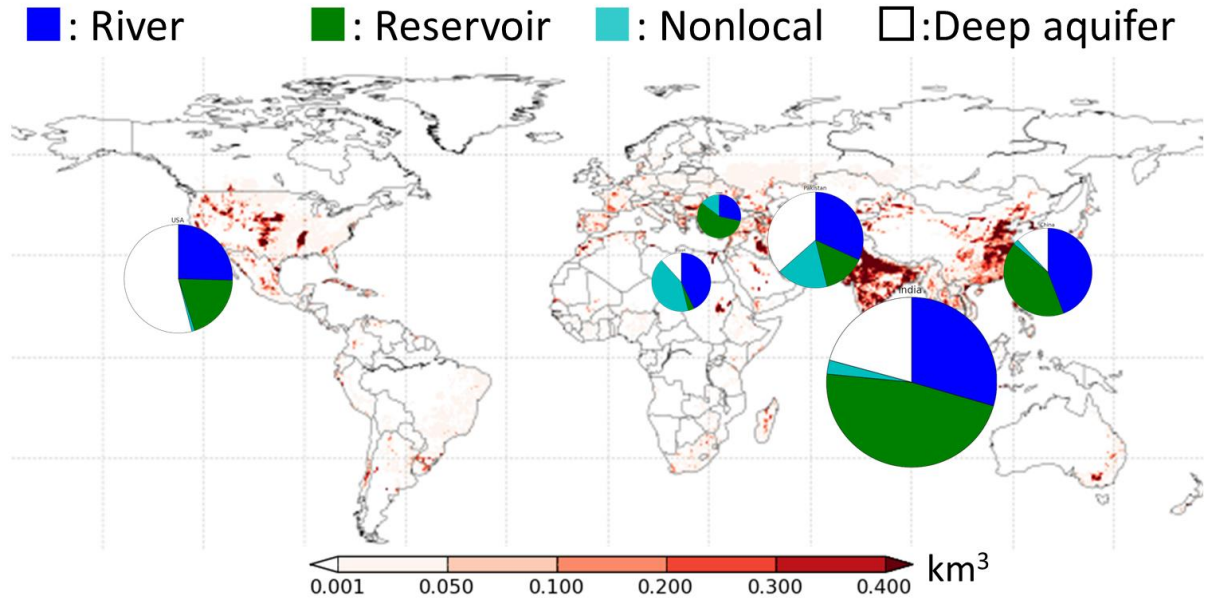 : River : Reservoir : Nonlocal :Deep aquifer
Pakistan
USA
China
India
0.001 0.050 0.100 0.200 0.300 0.400 km³